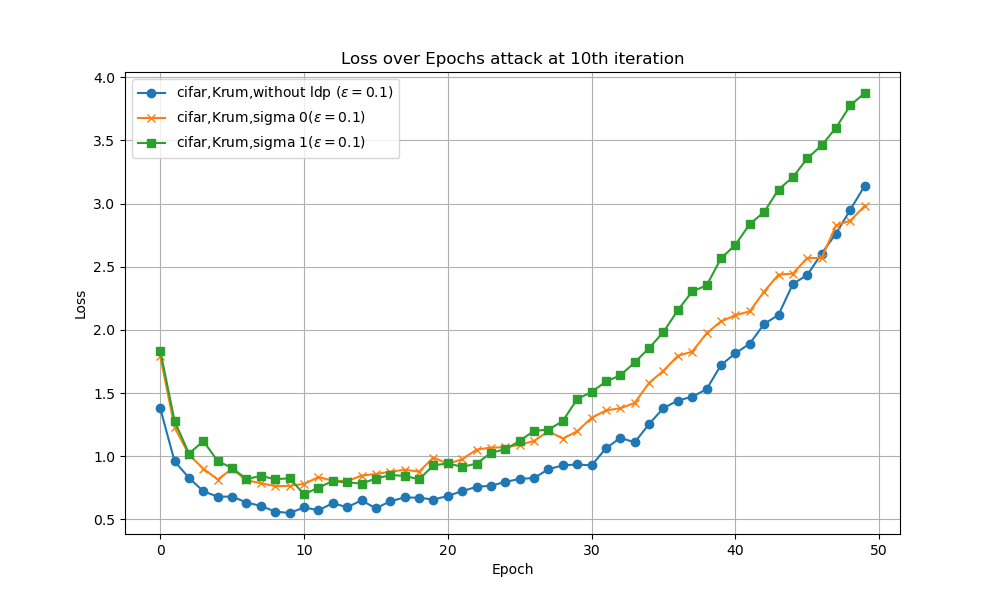 Loss over Epochs attack at 10th iteration
cifar,Krum,without ldp (ε = 0.1)
cifar,Krum,sigma 0(ε = 0.1)
cifar,Krum,sigma 1(ε = 0.1)
4.0
3.5
3.0
2.5
2.0
1.5
1.0
0.5
Loss
0 10 20 30 40 50
Epoch